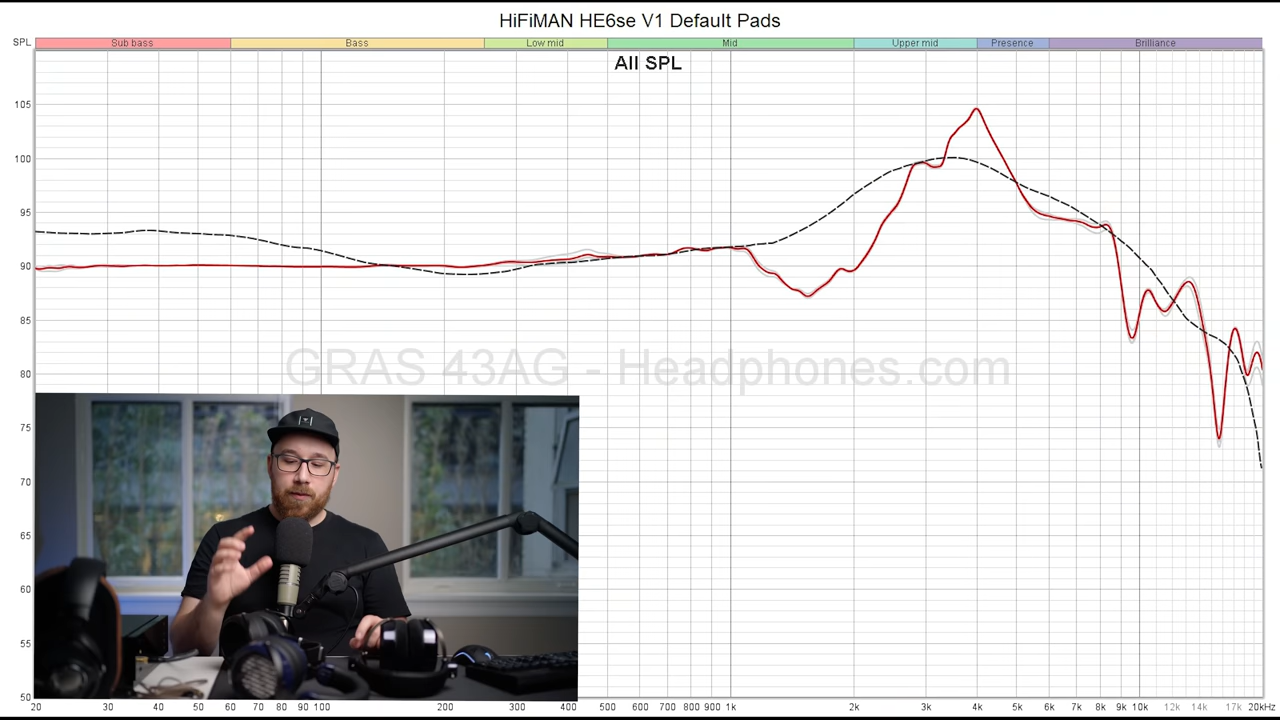 HiFiMAN HE6se V1 Default Pads
SPL Sub bass Bass Low mid Mid Upper mid Presence Brilliance
All SPL
105
100
95
90
85
GRAS 43AG - Headphones.com
80
75
70
65
60
55
50
20 30 40 50 60 70 80 90 100 200 300 400 500 600 700 800 1k 2k 3k 4k 5k 6k 7k 8k 10k 12k 14k 17k 20kHz